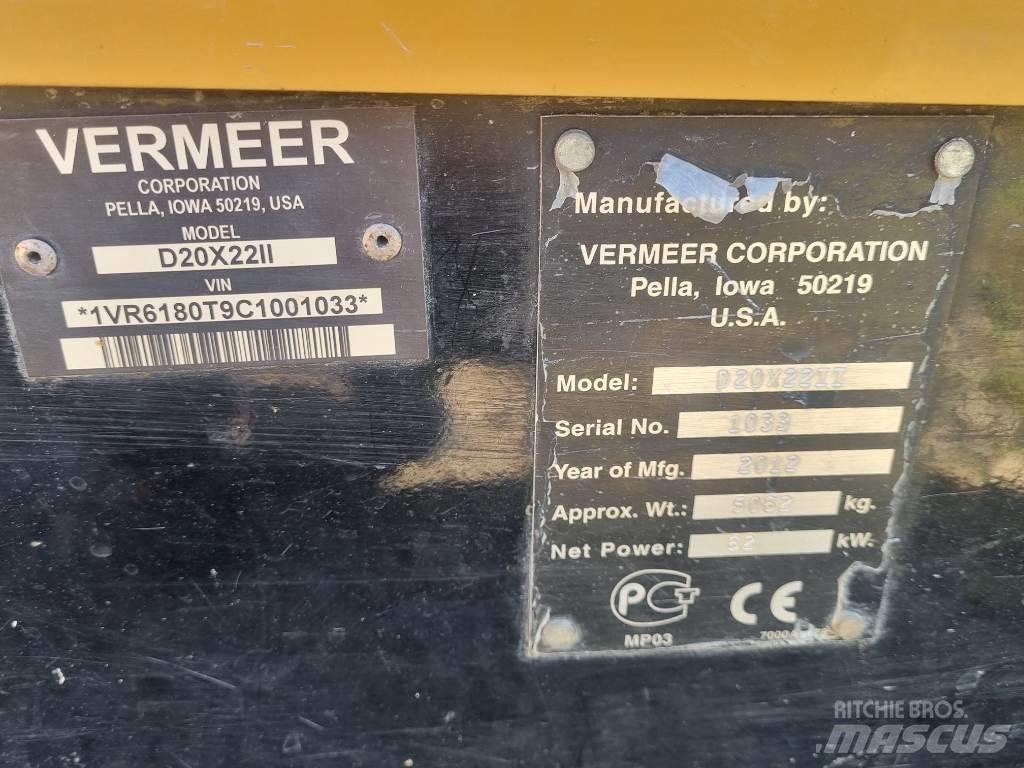 VERMEER
CORPORATION
PELLA, IOWA 50219, USA
MODEL
D20X22II
VIN
*1VR6180T9C1001033*
Manufactured by:
VERMEER CORPORATION
Pella, Iowa 50219
U.S.A.
Model: D20X22II
Serial No. 1033
Year of Mfg. 2012
Approx. Wt.: kg.
Net Power: kW.
PCT
MP03
CE
RITCHIE BROS.
MASCUS